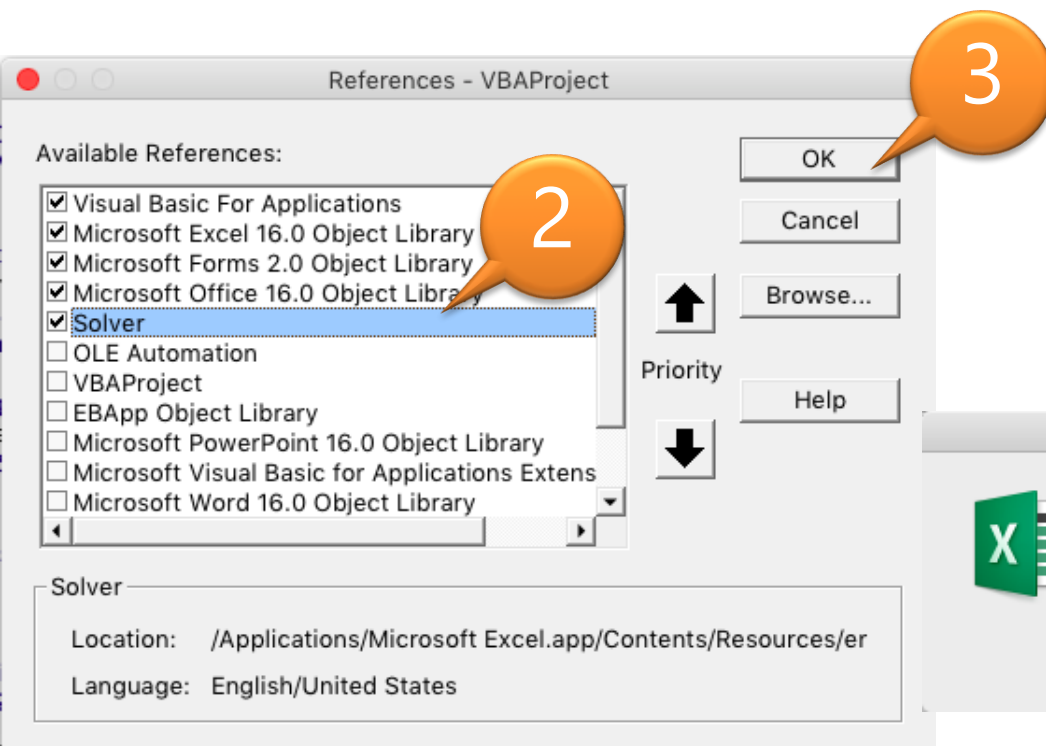 3
References - VBAProject
Available References:
OK
2
Visual Basic For Applications
Microsoft Excel 16.0 Object Library
Cancel
Microsoft Forms 2.0 Object Library
Microsoft Office 16.0 Object Library
Browse...
Solver
OLE Automation
Priority
VBAProject
Help
EBApp Object Library
Microsoft PowerPoint 16.0 Object Library
Microsoft Visual Basic for Applications Extens
Microsoft Word 16.0 Object Library
X
Solver
Location: /Applications/Microsoft Excel.app/Contents/Resources/er
Language: English/United States